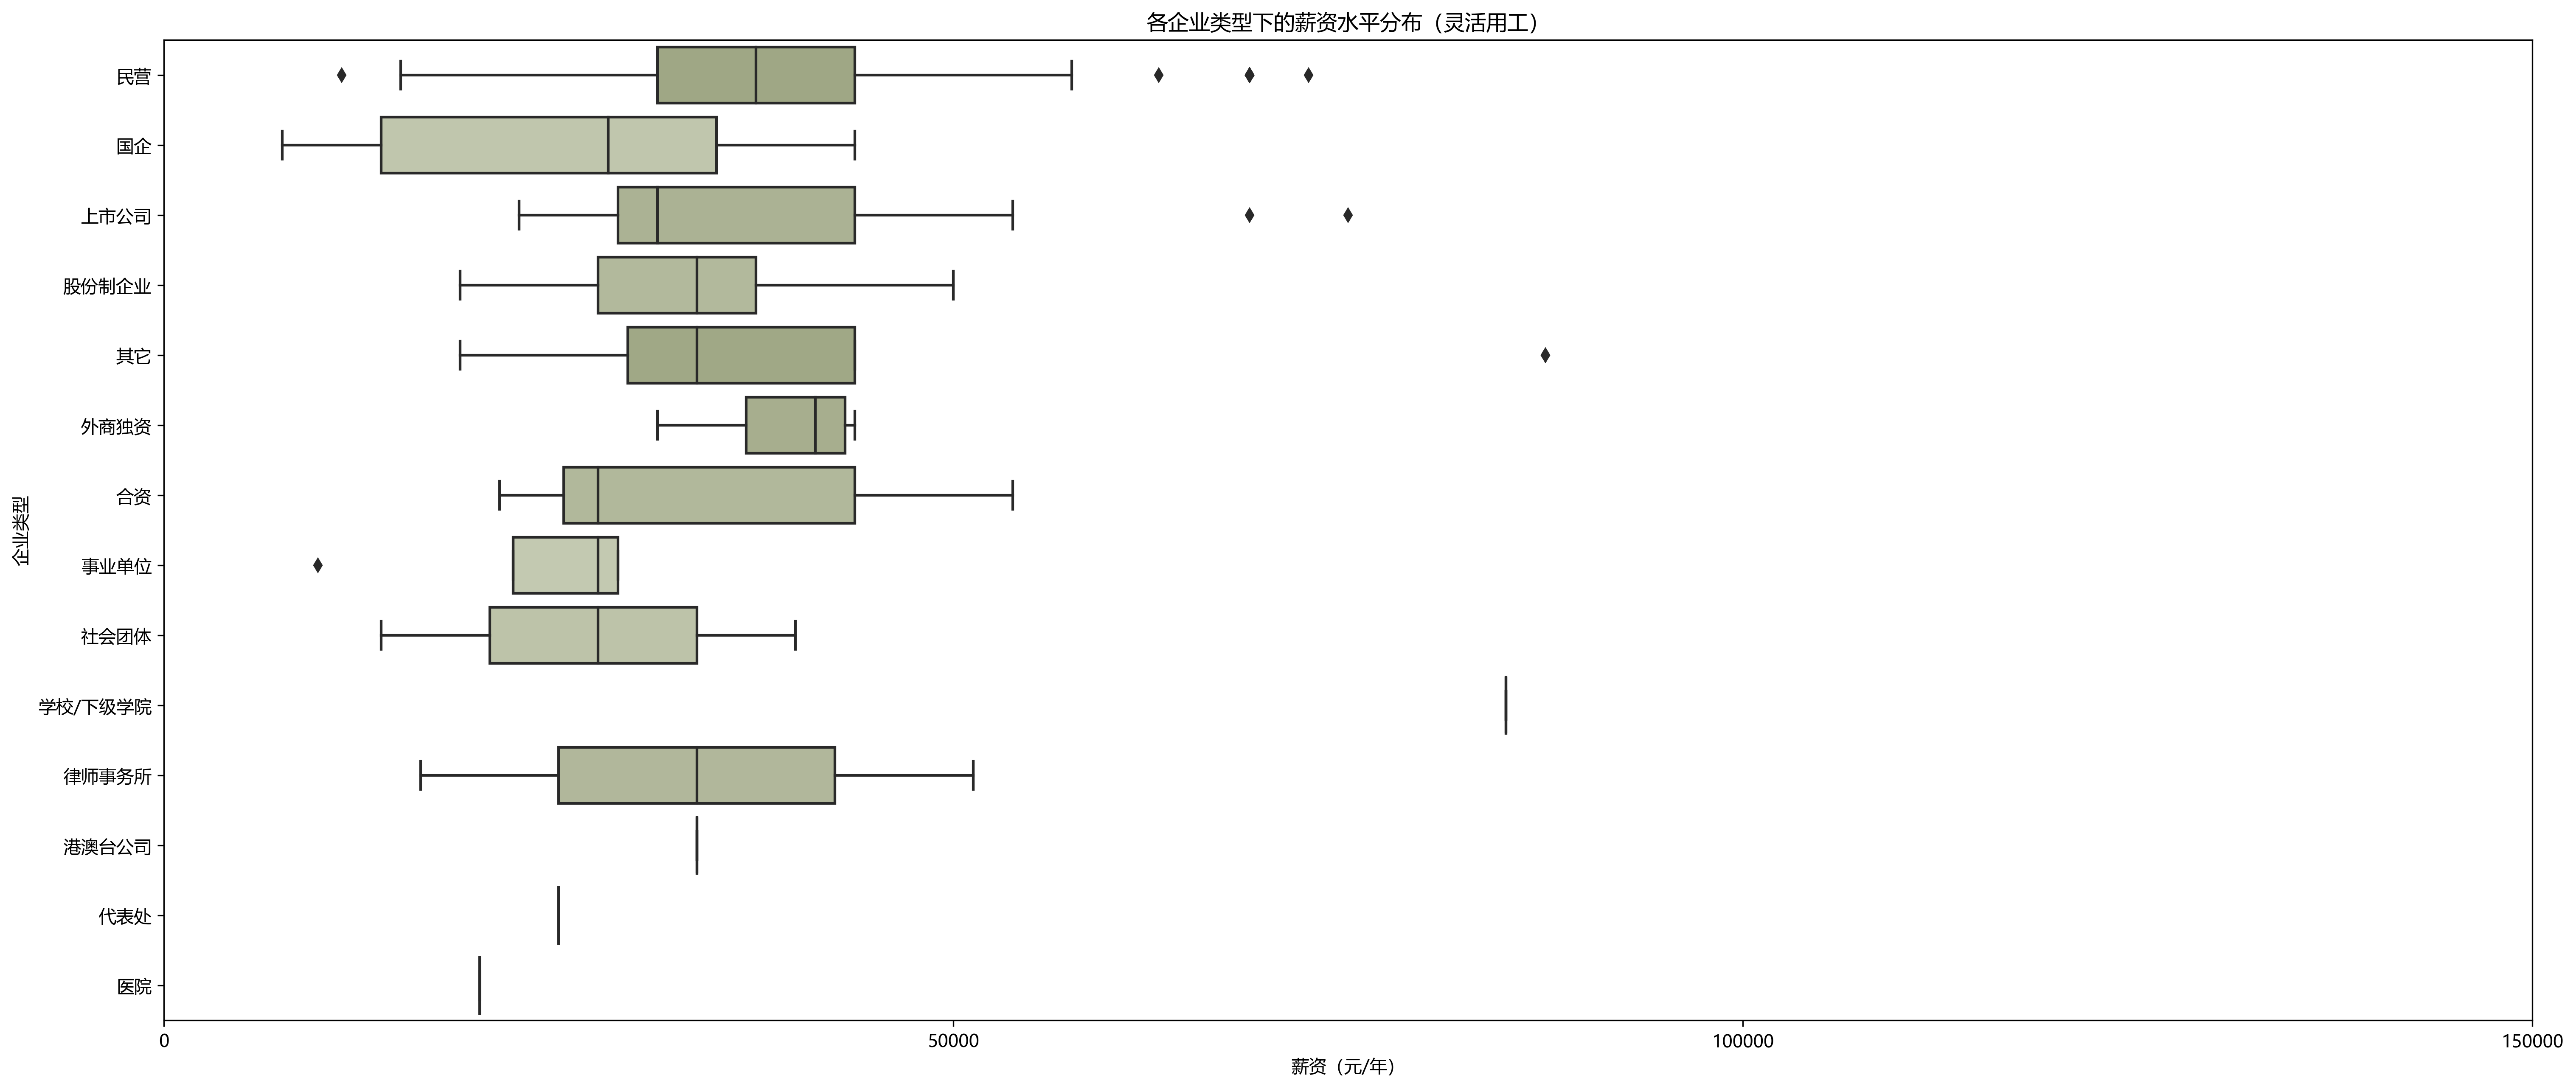 各企业类型下的薪资水平分布（灵活用工）
民营
国企
上市公司
股份制企业
其它
外商独资
合资
事业单位
社会团体
学校/下级学院
律师事务所
港澳台公司
代表处
医院
企业类型
0
50000
100000
150000
薪资（元/年）